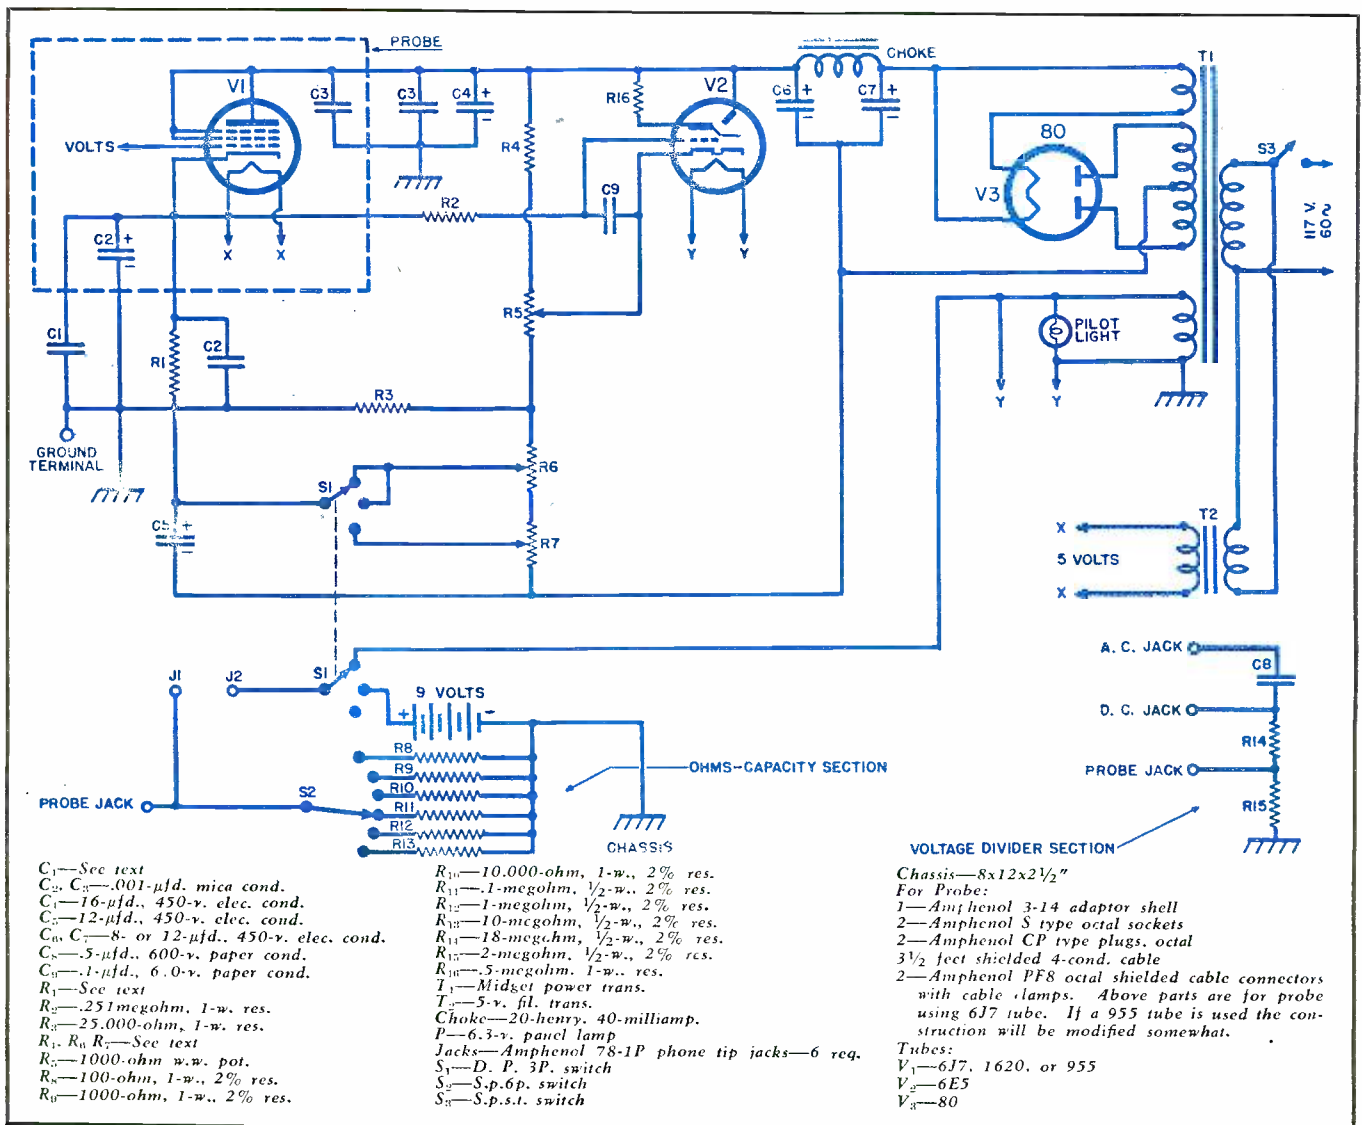 PROBE
V1
VOLTS
C3
C3
C4 +
-
X X
C2 +
-
C1
R1
C2
R2
R3
GROUND
TERMINAL
C5 +
-
S1
R4
R5
R6
R7
R16
V2
C9
Y Y
CHOKE
C6 +
-
C7 +
-
80
V3
T1
S3
117 V.
60~
PILOT
LIGHT
Y Y
T2
X
5 VOLTS
X
J1
J2
S1
9 VOLTS
+ -
R8
R9
R10
R11
R12
R13
PROBE JACK
S2
OHMS-CAPACITY SECTION
CHASSIS
A. C. JACK
C8
D. C. JACK
R14
PROBE JACK
R15
VOLTAGE DIVIDER SECTION
C1—See text
C2, C3—.001-µfd. mica cond.
C4—16-µfd., 450-v. elec. cond.
C5—12-µfd., 450-v. elec. cond.
C6, C7—8- or 12-µfd.. 450-v. elec. cond.
C8—.5-µfd., 600-v. paper cond.
C9—.1-µfd., 6.0-v. paper cond.
R1—See text
R2—.251megohm, 1-w. res.
R3—25.000-ohm, 1-w. res.
R4, R6 R7—See text
R5—1000-ohm w.w. pot.
R8—100-ohm, 1-w., 2% res.
R9—1000-ohm, 1-w., 2% res.
R10—10.000-ohm, 1-w., 2% res.
R11—.1-megohm, 1/2-w., 2% res.
R12—1-megohm, 1/2-w., 2% res.
R13—10-megohm, 1/2-w., 2% res.
R14—18-megohm, 1/2-w., 2% res.
R15—2-megohm, 1/2-w., 2% res.
R16—.5-megohm. 1-w.. res.
T1—Midget power trans.
T2—5-v. fil. trans.
Choke—20-henry. 40-milliamp.
P—6.3-v. panel lamp
Jacks—Amphenol 78-1P phone tip jacks—6 req.
S1—D. P. 3P. switch
S2—S.p.6p. switch
S3—S.p.s.t. switch
Chassis—8x12x2 1/2"
For Probe:
1—Amphenol 3-14 adaptor shell
2—Amphenol S type octal sockets
2—Amphenol CP type plugs, octal
3 1/2 feet shielded 4-cond. cable
2—Amphenol PF8 octal shielded cable connectors
with cable clamps. Above parts are for probe
using 6J7 tube. If a 955 tube is used the con-
struction will be modified somewhat.
Tubes:
V1—6J7, 1620, or 955
V2—6E5
V3—80